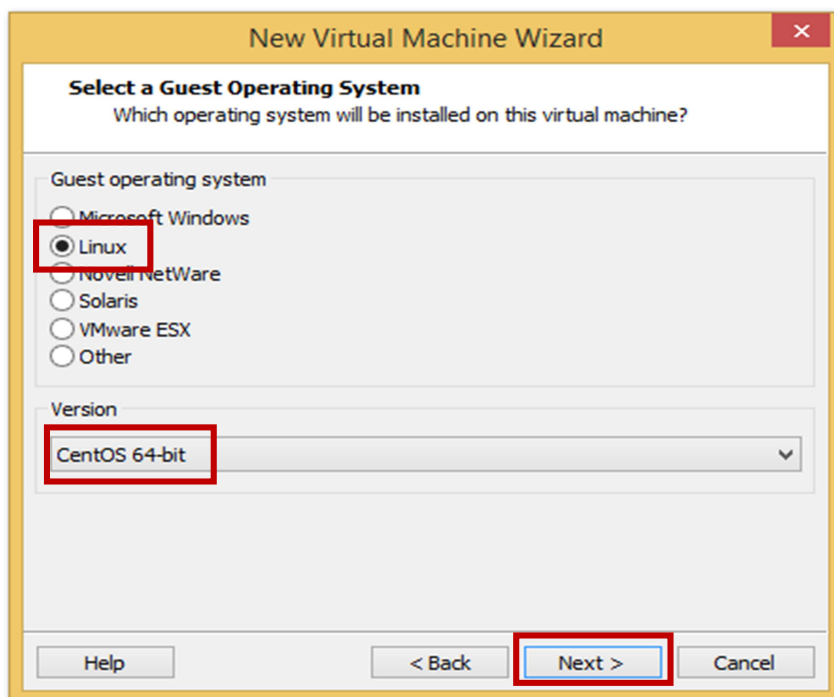 New Virtual Machine Wizard
Select a Guest Operating System
Which operating system will be installed on this virtual machine?
Guest operating system
Microsoft Windows
Linux
Novell NetWare
Solaris
VMware ESX
Other
Version
CentOS 64-bit
Help
< Back
Next >
Cancel